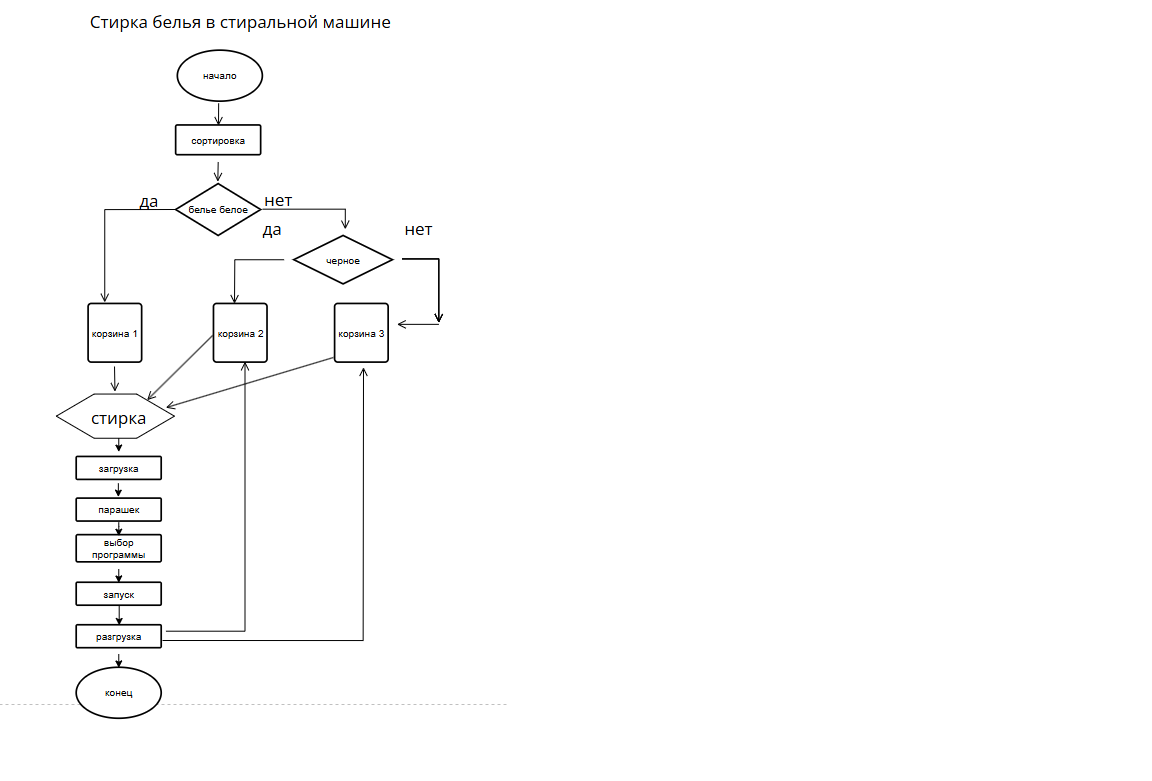 Стирка белья в стиральной машине
начало
сортировка
да
белье белое
нет
да
нет
черное
корзина 1
корзина 2
корзина 3
стирка
загрузка
парашек
выбор
программы
запуск
разгрузка
конец